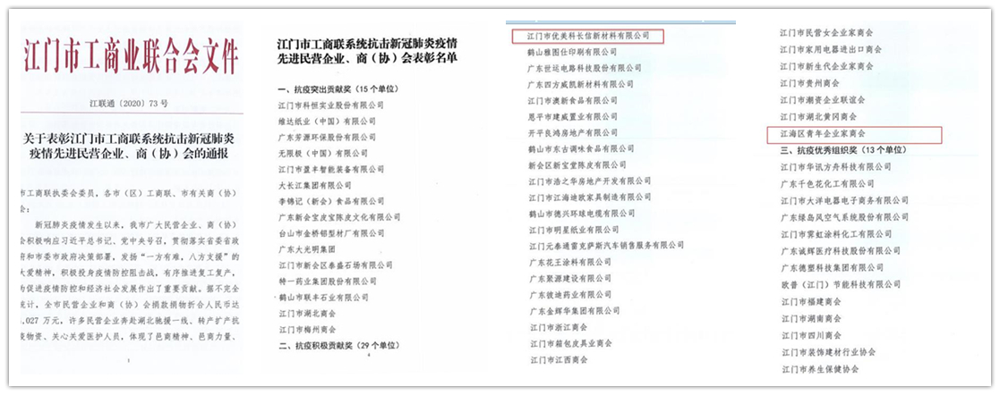 江门市工商业联合会文件
江联通〔2020〕73 号
关于表彰江门市工商联系统抗击新冠肺炎
疫情先进民营企业、商（协）会的通报
市工商联执委会委员，各市（区）工商联、市有关商（协）
会：
新冠肺炎疫情发生以来，我市广大民营企业、商（协）
会积极响应习近平总书记、党中央号召，贯彻落实省委省政
府和市委市政府决策部署，发扬“一方有难，八方支援”的
大爱精神，积极投身疫情防控阻击战，有序推进复工复产，
为促进疫情防控和经济社会发展作出了重要贡献。据不完全
统计，全市民营企业和商（协）会捐款捐物折合人民币达
,027 万元，许多民营企业奔赴湖北驰援一线、转产扩产抗
疫物资、关心关爱医护人员，体现了邑商精神、邑商力量、
1
江门市工商联系统抗击新冠肺炎疫情
先进民营企业、商（协）会表彰名单
一、抗疫突出贡献奖（15 个单位）
江门市科恒实业股份有限公司
维达纸业（中国）有限公司
广东芳源环保股份有限公司
无限极（中国）有限公司
江门市蒙丰智能装备有限公司
大长江集团有限公司
李锦记（新会）食品有限公司
广东新会宝皮宝陈皮文化有限公司
台山市金桥铝型材厂有限公司
广东大光明集团
江门市新会区泰盛石场有限公司
特一药业集团股份有限公司
鹤山市联丰石业有限公司
江门市湖北商会
江门市梅州商会
二、抗疫积极贡献奖（29 个单位）
4
江门市优美科长信新材料有限公司
鹤山雅图仕印刷有限公司
广东世运电路科技股份有限公司
广东四方威凯新材料有限公司
江门市澳新食品有限公司
恩平市建威置业有限公司
开平良鸿房地产有限公司
鹤山市东古调味食品有限公司
新会区新宝堂陈皮有限公司
江门市浩之华房地产开发有限公司
江门市江海迪欧家具制造有限公司
鹤山市德兴环球电缆有限公司
江门市明星纸业有限公司
江门元泰通雷克萨斯汽车销售服务有限公司
广东花王涂料有限公司
广东聚源建设有限公司
广东彼迪药业有限公司
广东金辉华集团有限公司
江门市浙江商会
江门市箱包皮具业商会
江门市江西商会
江门市民营女企业家商会
江门市家用电器进出口商会
江门市新生代企业家商会
江门市贵州商会
江门市潮资企业联谊会
江门市湖北黄冈商会
江海区青年企业家商会
三、抗疫优秀组织奖（13 个单位）
江门市华讯方舟科技有限公司
广东千色花化工有限公司
江门市大洋电器电子商务有限公司
广东绿岛风空气系统股份有限公司
江门市霁虹涂料化工有限公司
广东诚辉医疗科技股份有限公司
广东德塑科技集团有限公司
欧普（江门）节能科技有限公司
江门市福建商会
江门市湖南商会
江门市四川商会
江门市装饰建材行业协会
江门市养生保健协会